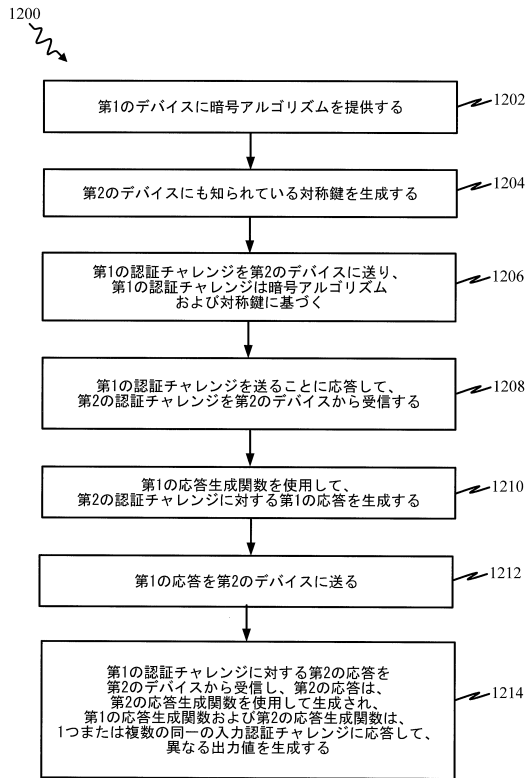 1200
第1のデバイスに暗号アルゴリズムを提供する
1202
第2のデバイスにも知られている対称鍵を生成する
1204
第1の認証チャレンジを第2のデバイスに送り、
第1の認証チャレンジは暗号アルゴリズム
および対称鍵に基づく
1206
第1の認証チャレンジを送ることに応答して、
第2の認証チャレンジを第2のデバイスから受信する
1208
第1の応答生成関数を使用して、
第2の認証チャレンジに対する第1の応答を生成する
1210
第1の応答を第2のデバイスに送る
1212
第1の認証チャレンジに対する第2の応答を
第2のデバイスから受信し、第2の応答は、
第2の応答生成関数を使用して生成され、
第1の応答生成関数および第2の応答生成関数は、
1つまたは複数の同一の入力認証チャレンジに応答して、
異なる出力値を生成する
1214